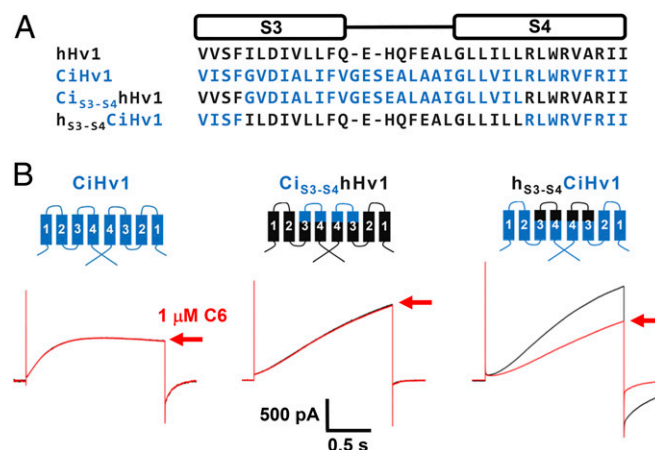 A
S3 S4
hHv1 VVSFILDIVLLFQ-E-HQFEALGLLILLRLWRVARII
CiHv1 VISFGVDIALIFVGESEALAAIGLLVILRLWRVFRII
CiS3-S4hHv1 VVSFGVDIALIFVGESEALAAIGLLVILRLWRVARII
hS3-S4CiHv1 VISFILDIVLLFQ-E-HQFEALGLLILLRLWRVFRII
B
CiHv1 CiS3-S4hHv1 hS3-S4CiHv1
1 2 3 4 4 3 2 1 1 2 3 4 4 3 2 1 1 2 3 4 4 3 2 1
1 μM C6
500 pA
0.5 s